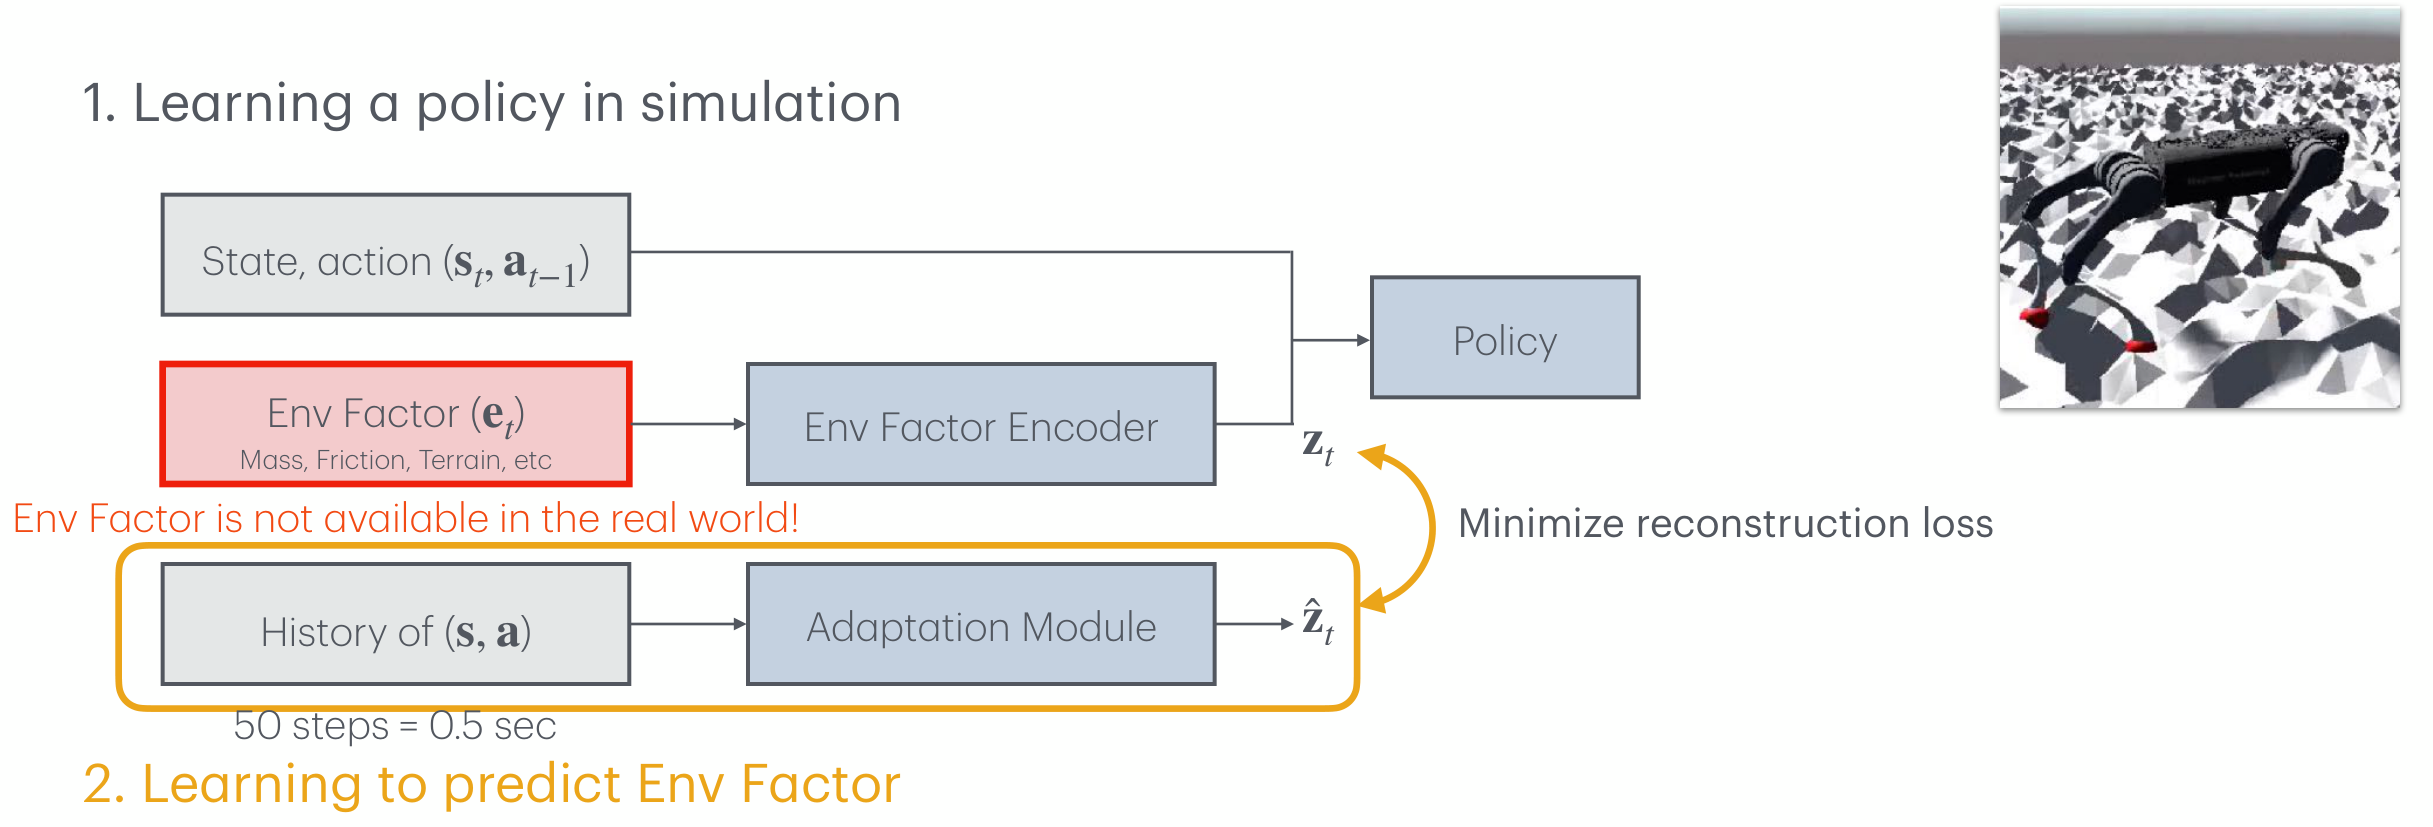 1. Learning a policy in simulation
State, action (s_t, a_{t−1})
Policy
Env Factor (e_t)
Mass, Friction, Terrain, etc
Env Factor Encoder
z_t
Env Factor is not available in the real world!
Minimize reconstruction loss
History of (s, a)
Adaptation Module
ẑ_t
50 steps = 0.5 sec
2. Learning to predict Env Factor